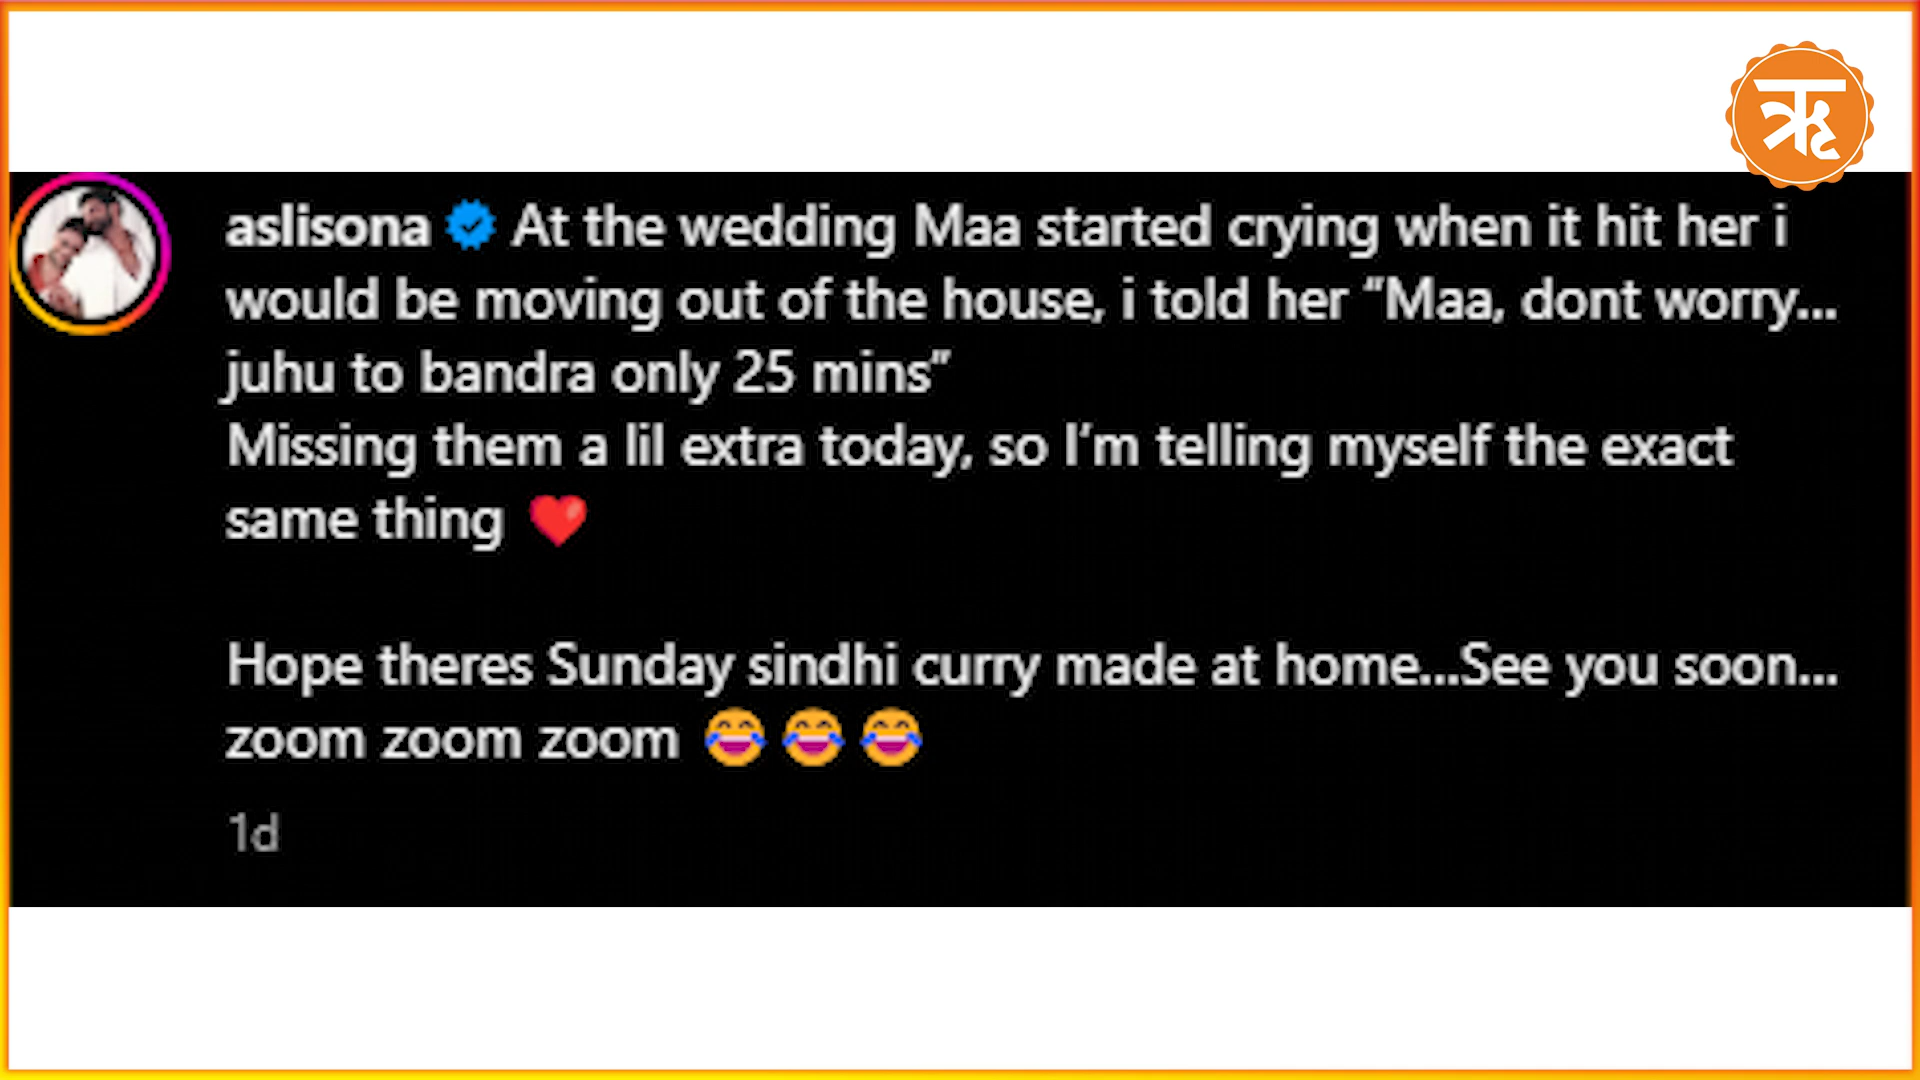 ऋ
aslisona At the wedding Maa started crying when it hit her i
would be moving out of the house, i told her “Maa, dont worry...
juhu to bandra only 25 mins”
Missing them a lil extra today, so I’m telling myself the exact
same thing ❤️
Hope theres Sunday sindhi curry made at home...See you soon...
zoom zoom zoom 😂😂😂
1d